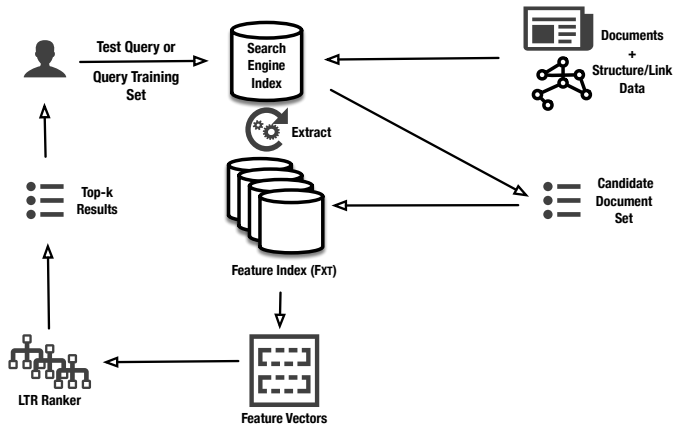 Test Query or
Query Training
Set
Search
Engine
Index
Documents
+
Structure/Link
Data
Extract
Top-k
Results
Candidate
Document
Set
Feature Index (FXT)
LTR Ranker
Feature Vectors